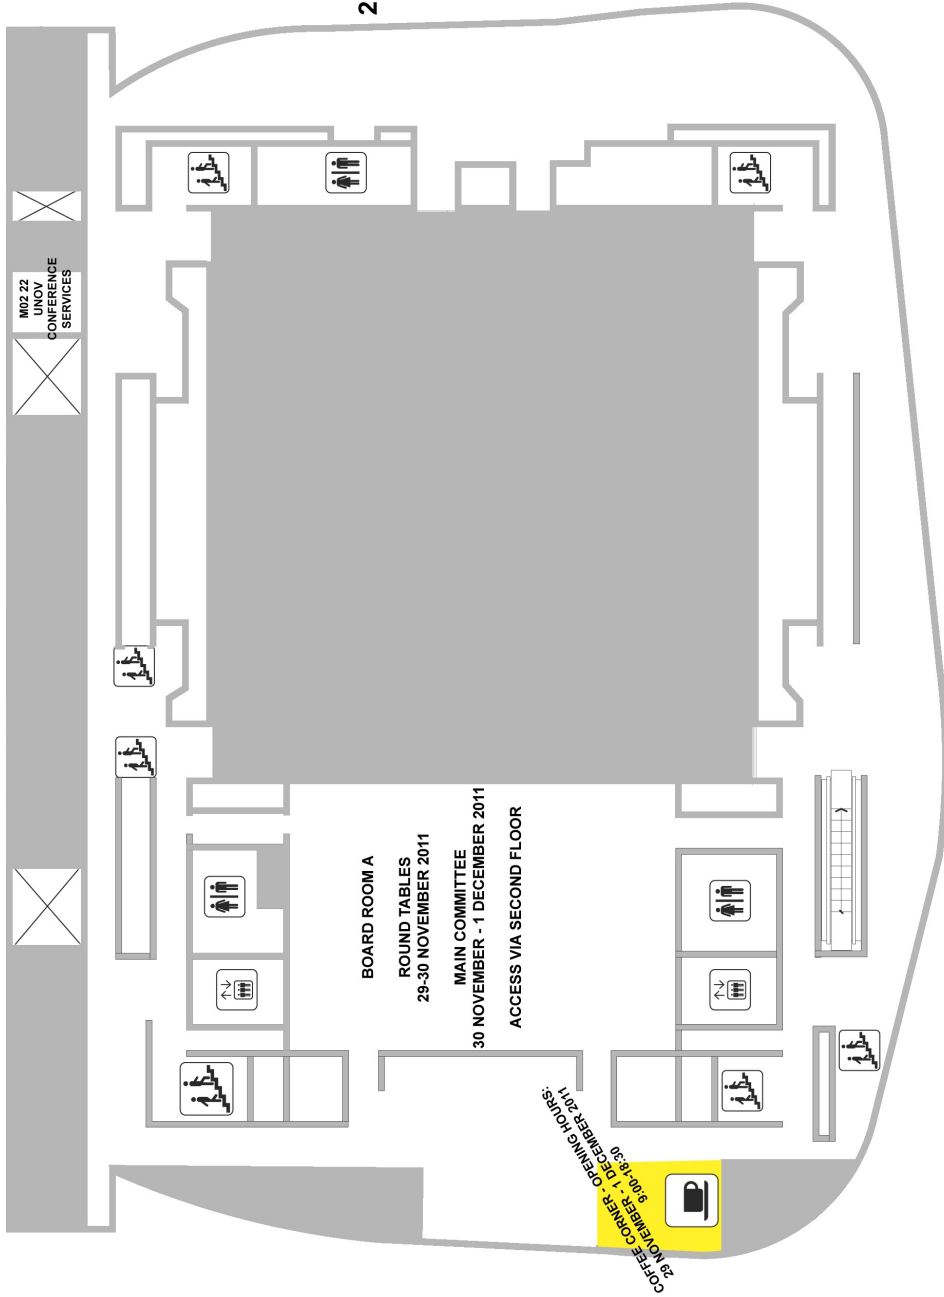 2
M02 22
UNOV
CONFERENCE
SERVICES
BOARD ROOM A
ROUND TABLES
29-30 NOVEMBER 2011
MAIN COMMITTEE
30 NOVEMBER - 1 DECEMBER 2011
ACCESS VIA SECOND FLOOR
COFFEE CORNER - OPENING HOURS:.
29 NOVEMBER - 1 DECEMBER 2011
9:00-18:30